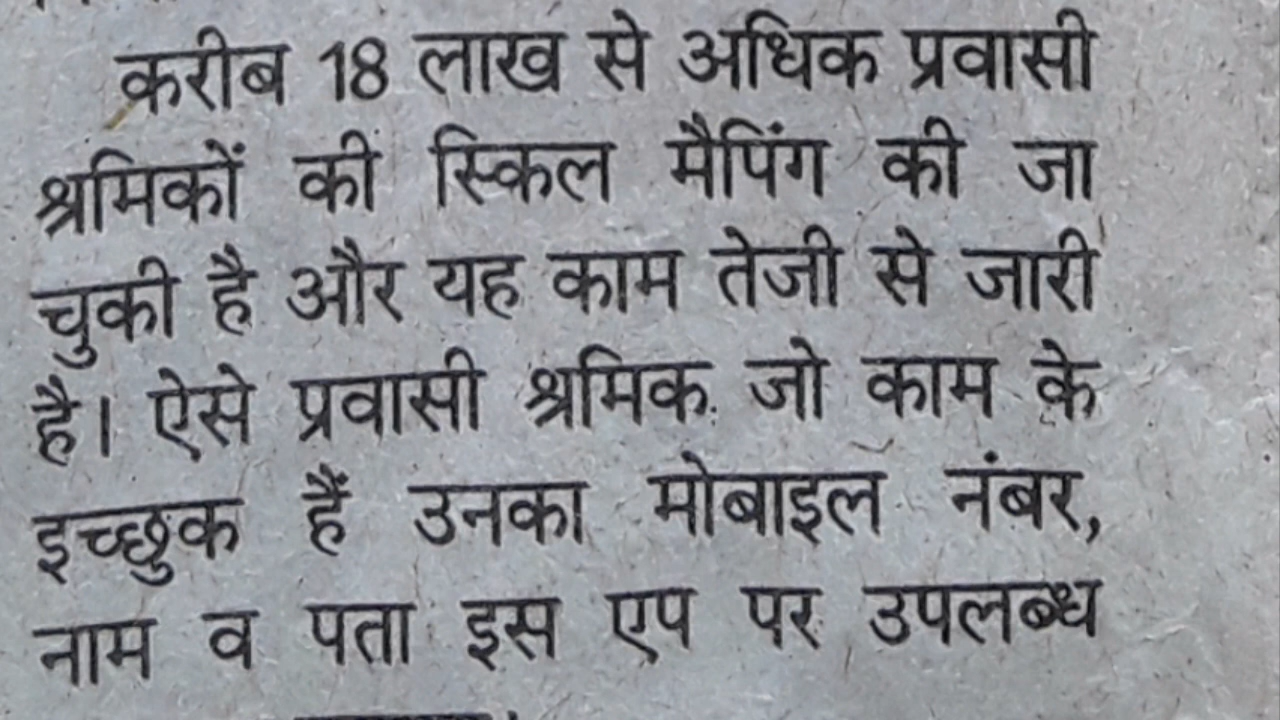 करीब 18 लाख से अधिक प्रवासी
श्रमिकों की स्किल मैपिंग की जा
चुकी है और यह काम तेजी से जारी
है। ऐसे प्रवासी श्रमिक जो काम के
इच्छुक हैं उनका मोबाइल नंबर,
नाम व पता इस एप पर उपलब्ध